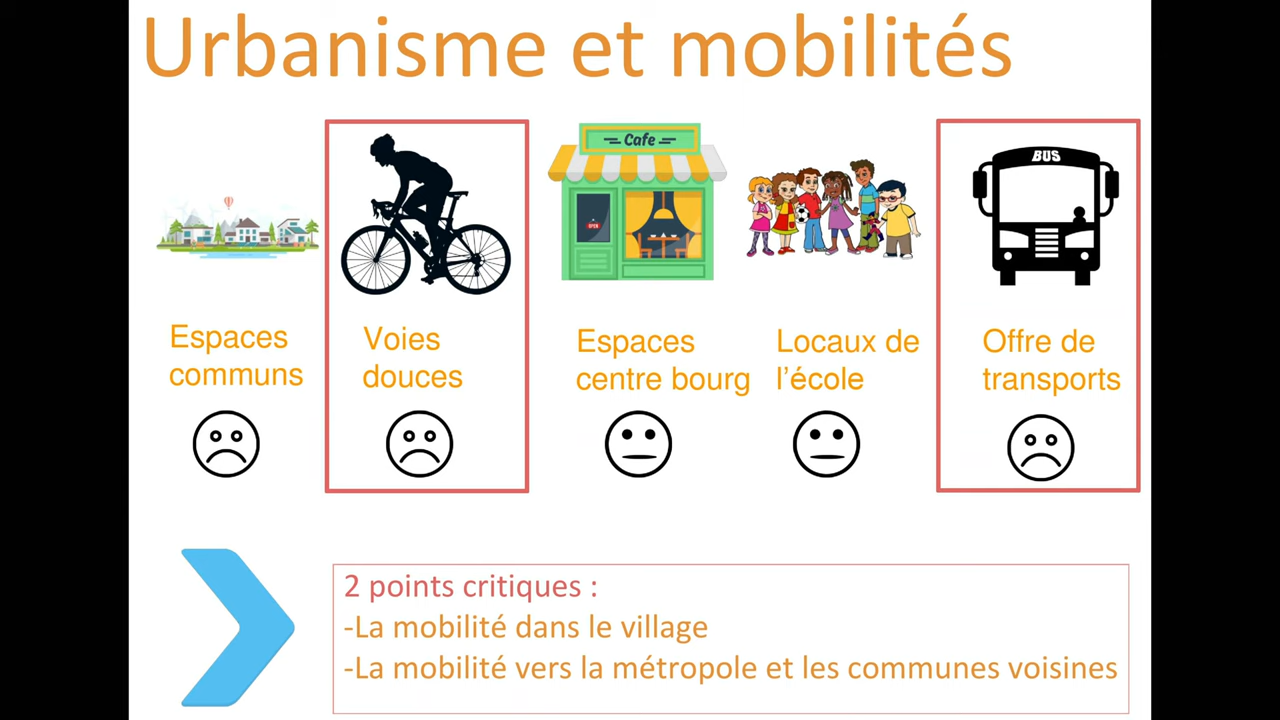 Urbanisme et mobilités
Cafe
OPEN
BUS
Espaces
communs
Voies
douces
Espaces
centre bourg
Locaux de
l'école
Offre de
transports
2 points critiques :
-La mobilité dans le village
-La mobilité vers la métropole et les communes voisines